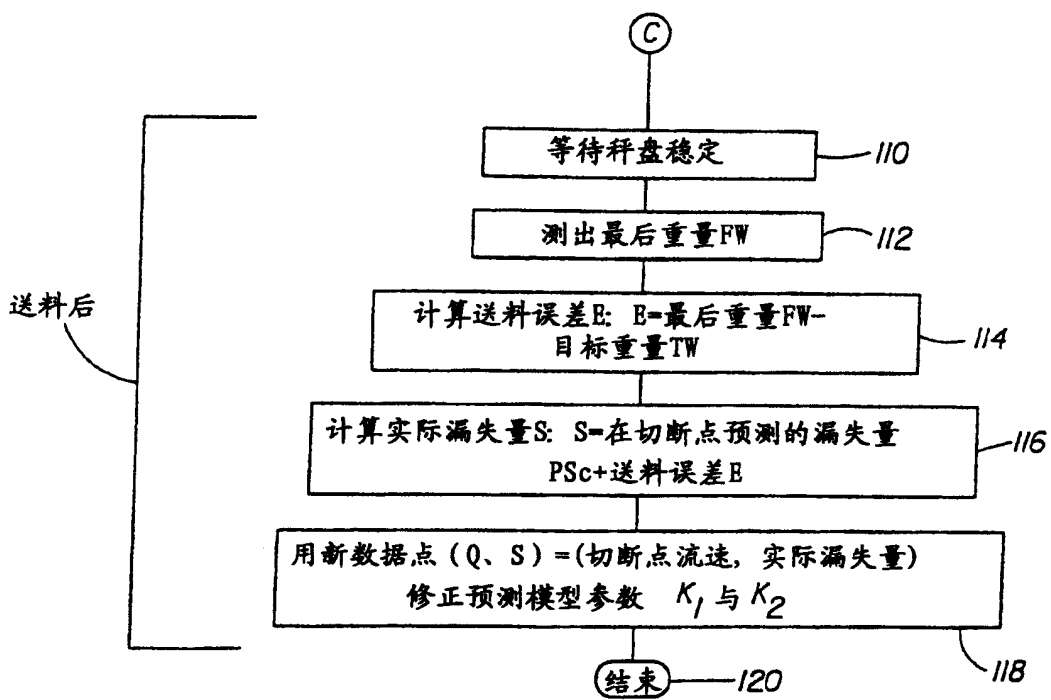 C
等待秤盘稳定
110
测出最后重量FW
112
送料后
计算送料误差E: E=最后重量FW-
目标重量TW
114
计算实际漏失量S: S=在切断点预测的漏失量
PSc+送料误差E
116
用新数据点(Q、S)=(切断点流速, 实际漏失量)
修正预测模型参数 K1与K2
118
结束
120